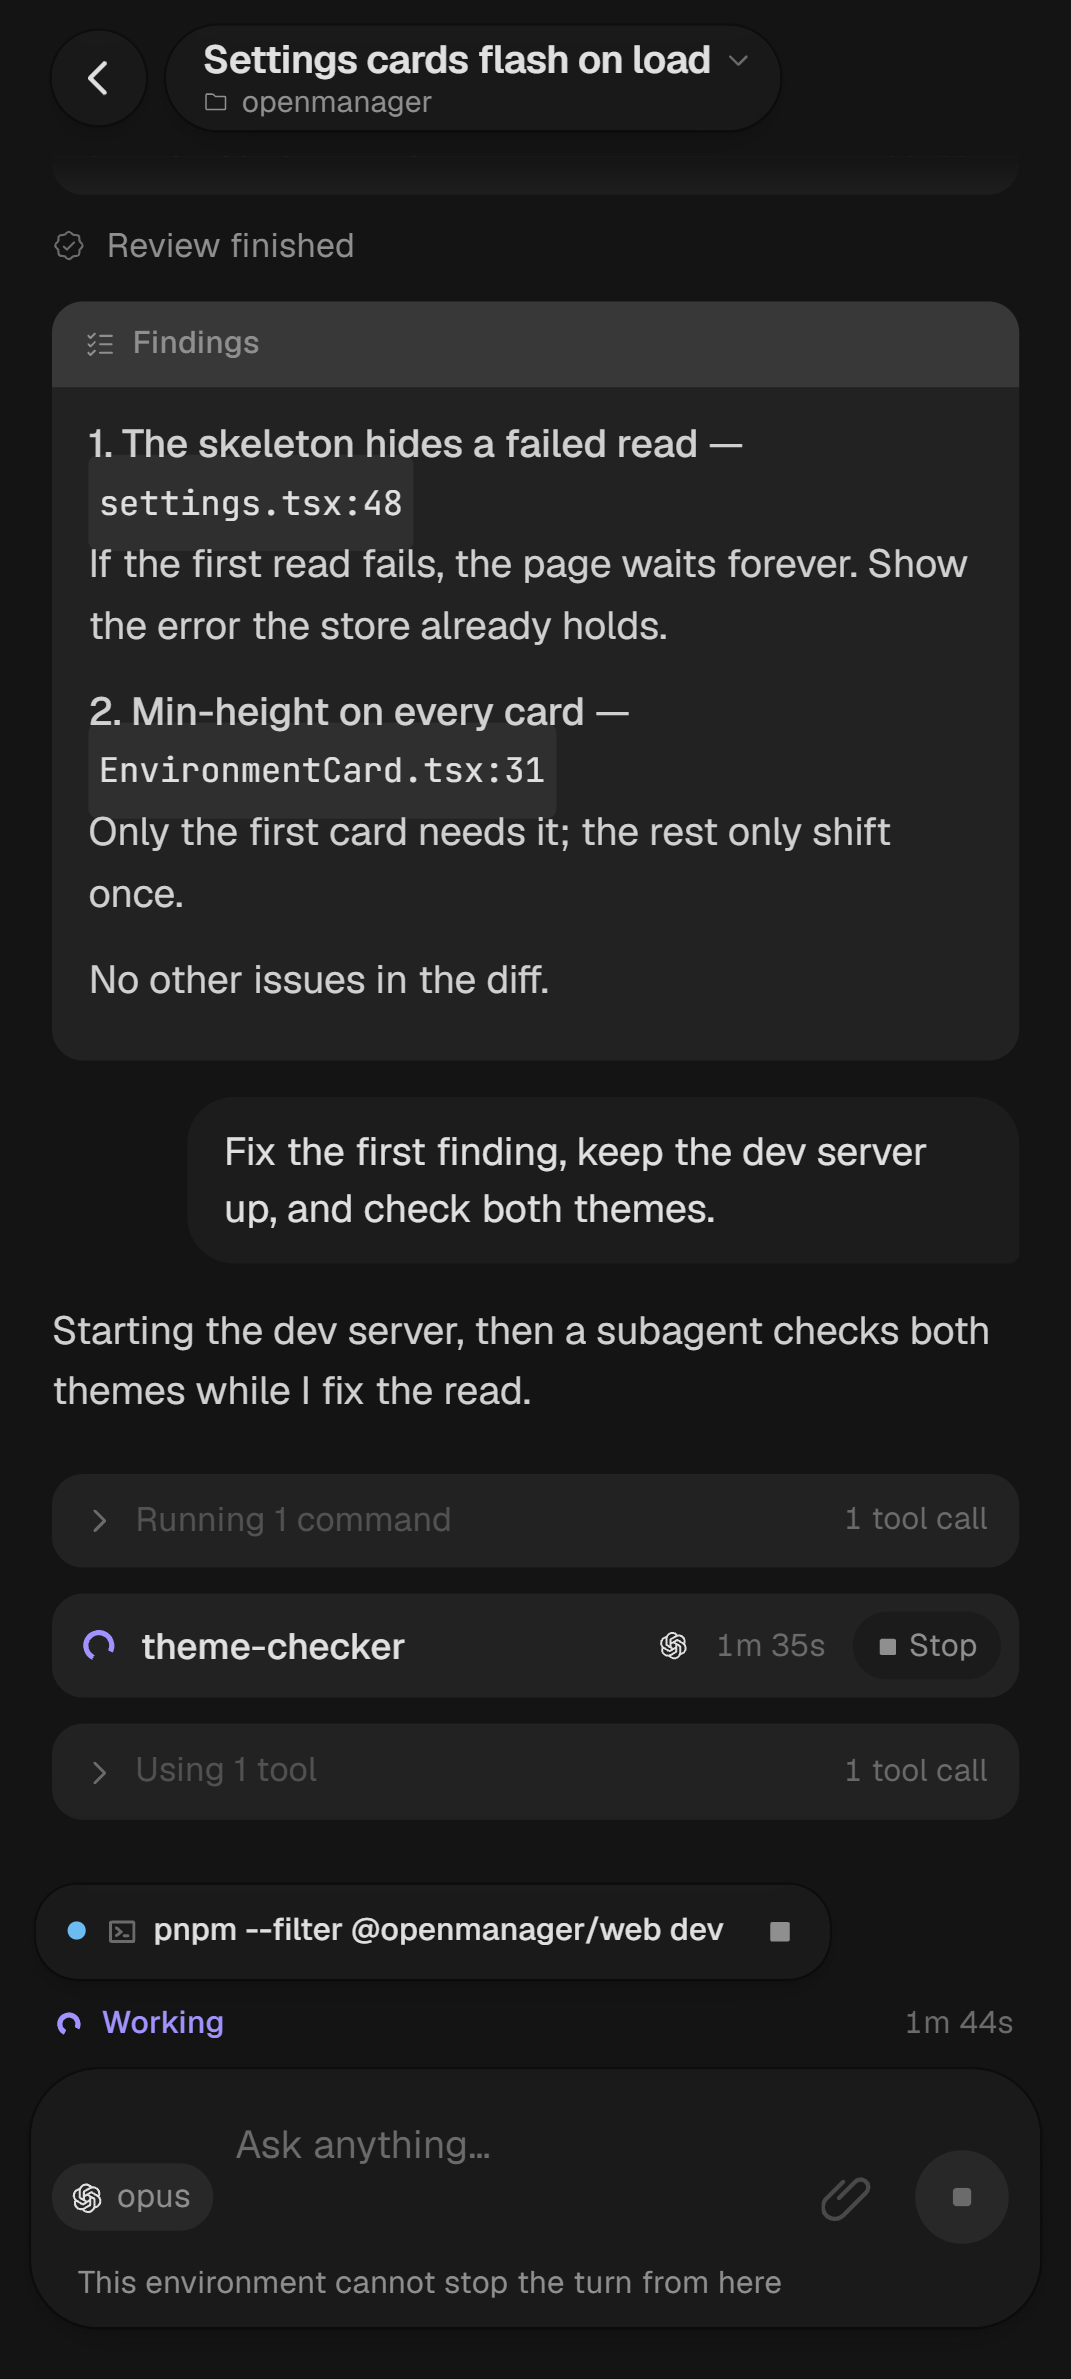 Settings cards flash on load
openmanager
Review finished
Findings
1. The skeleton hides a failed read —
settings.tsx:48
If the first read fails, the page waits forever. Show
the error the store already holds.
2. Min-height on every card —
EnvironmentCard.tsx:31
Only the first card needs it; the rest only shift
once.
No other issues in the diff.
Fix the first finding, keep the dev server
up, and check both themes.
Starting the dev server, then a subagent checks both
themes while I fix the read.
Running 1 command 1 tool call
theme-checker 1m 35s Stop
Using 1 tool 1 tool call
pnpm --filter @openmanager/web dev
Working 1m 44s
Ask anything...
opus
This environment cannot stop the turn from here